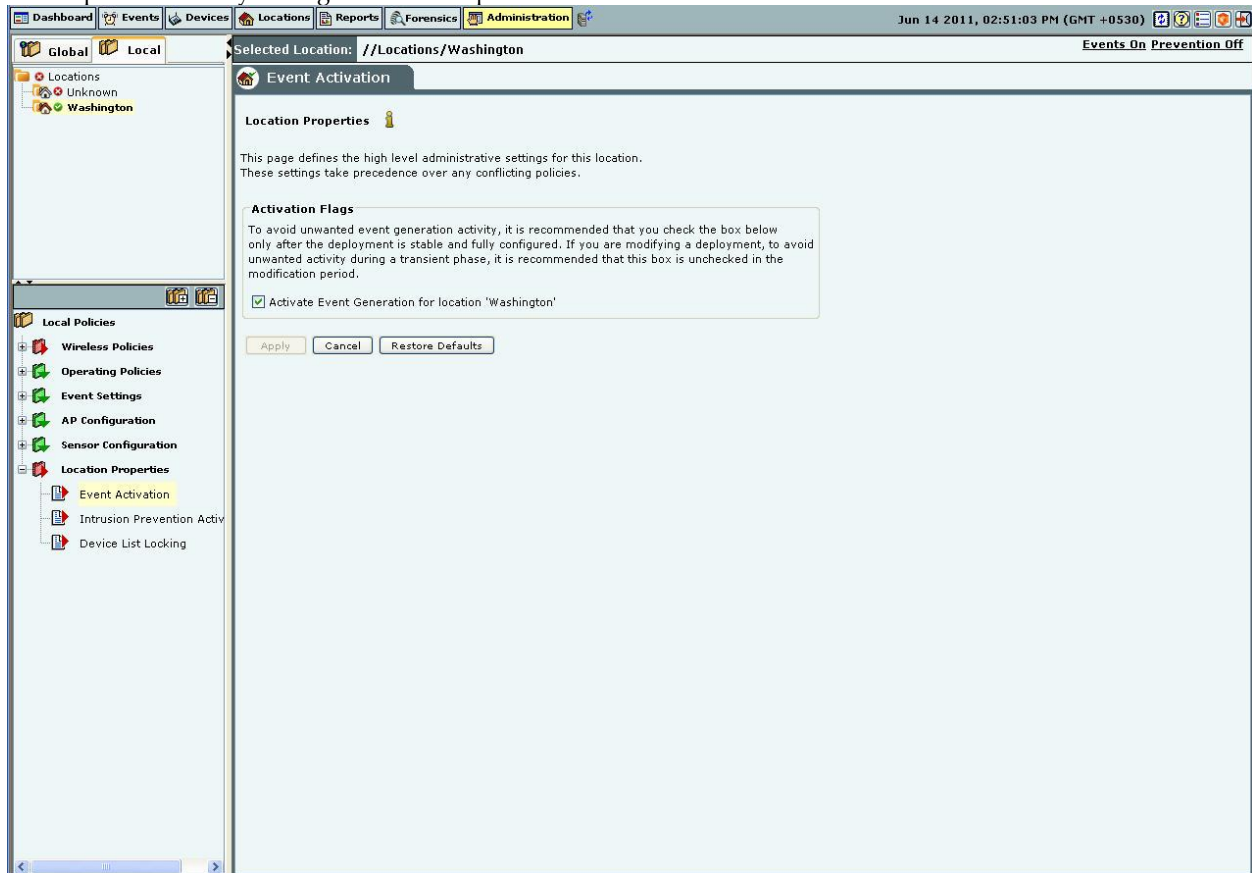 Dashboard Events Devices Locations Reports Forensics Administration Jun 14 2011, 02:51:03 PM (GMT +0530)
Global Local
Selected Location: //Locations/Washington Events On Prevention Off
Locations
Unknown
Washington
Event Activation
Location Properties
This page defines the high level administrative settings for this location.
These settings take precedence over any conflicting policies.
Activation Flags
To avoid unwanted event generation activity, it is recommended that you check the box below
only after the deployment is stable and fully configured. If you are modifying a deployment, to avoid
unwanted activity during a transient phase, it is recommended that this box is unchecked in the
modification period.
Activate Event Generation for location 'Washington'
Apply Cancel Restore Defaults
Local Policies
Wireless Policies
Operating Policies
Event Settings
AP Configuration
Sensor Configuration
Location Properties
Event Activation
Intrusion Prevention Activ
Device List Locking